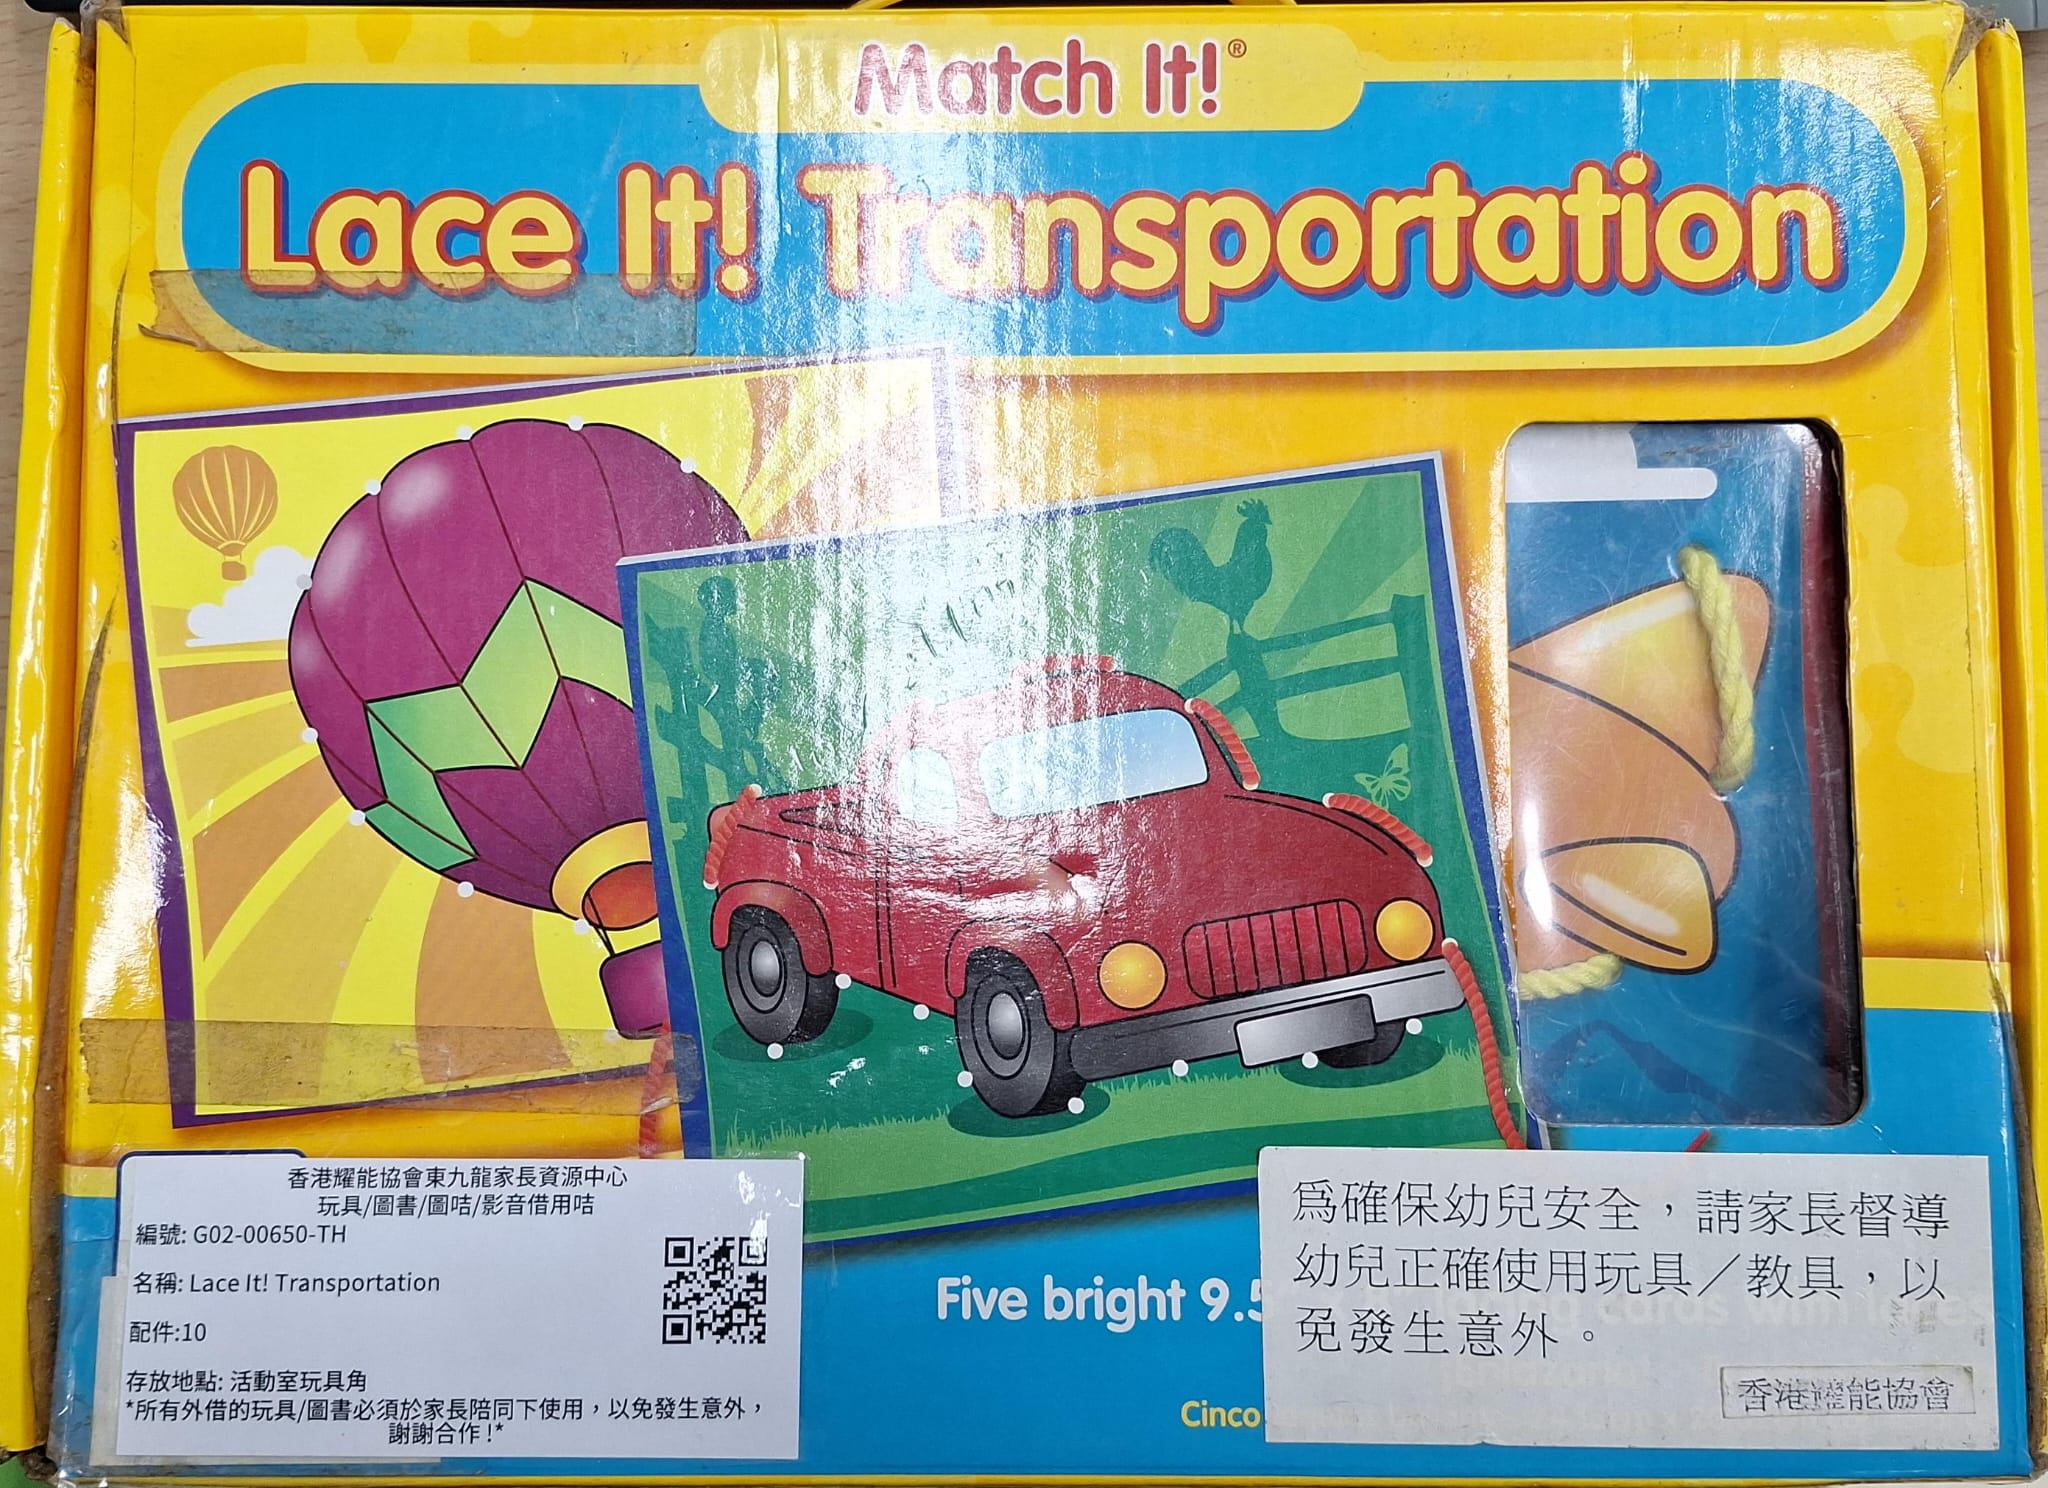 Match It!®
Lace It! Transportation
香港耀能協會東九龍家長資源中心
玩具/圖書/圖咭/影音借用咭
編號: G02-00650-TH
名稱: Lace It! Transportation
配件:10
存放地點: 活動室玩具角
*所有外借的玩具/圖書必須於家長陪同下使用，以免發生意外，
謝謝合作！*
Five bright 9.5
Cinco
爲確保幼兒安全，請家長督導
幼兒正確使用玩具／教具，以
免發生意外。
香港耀能協會